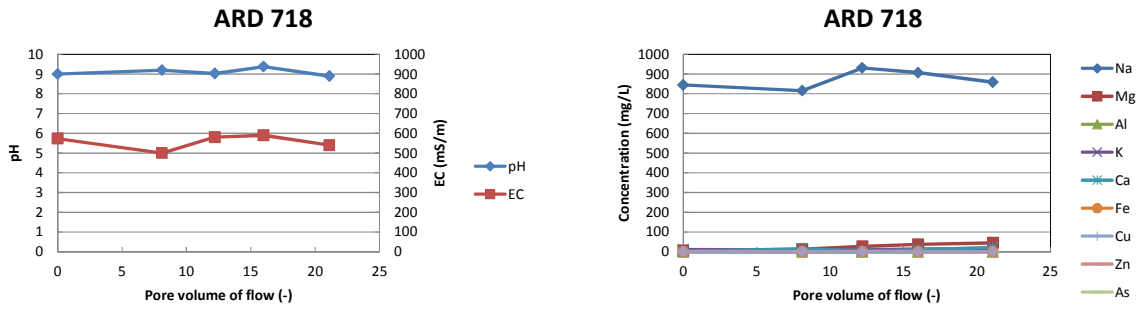 ARD 718
10
9
8
7
6
5
4
3
2
1
0
pH
1000
900
800
700
600
500
400
300
200
100
0
EC (mS/m)
0 5 10 15 20 25
Pore volume of flow (-)
pH
EC
ARD 718
1000
900
800
700
600
500
400
300
200
100
0
Concentration (mg/L)
0 5 10 15 20 25
Pore volume of flow (-)
Na
Mg
Al
K
Ca
Fe
Cu
Zn
As